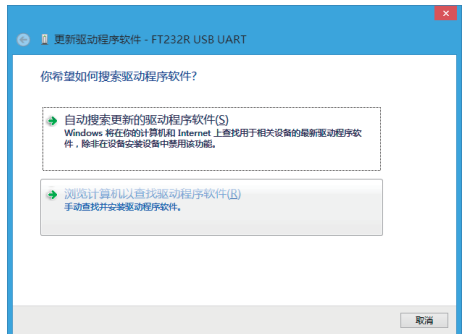 更新驱动程序软件 - FT232R USB UART
你希望如何搜索驱动程序软件?
自动搜索更新的驱动程序软件(S)
Windows 将在你的计算机和 Internet 上查找用于相关设备的最新驱动程序软
件，除非在设备安装设备中禁用该功能。
浏览计算机以查找驱动程序软件(R)
手动查找并安装驱动程序软件。
取消